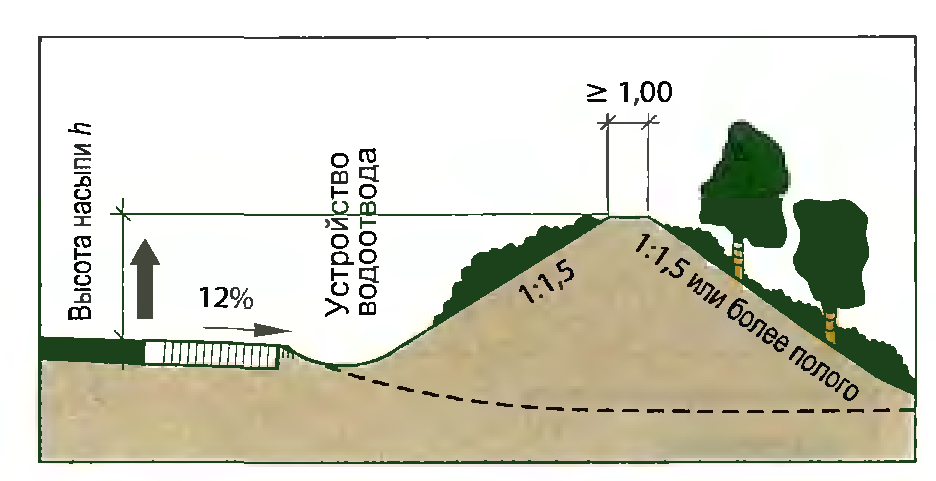 ≥ 1,00
Высота насыпи h
Устройство
водоотвода
12%
1:1,5
1:1,5 или более полого